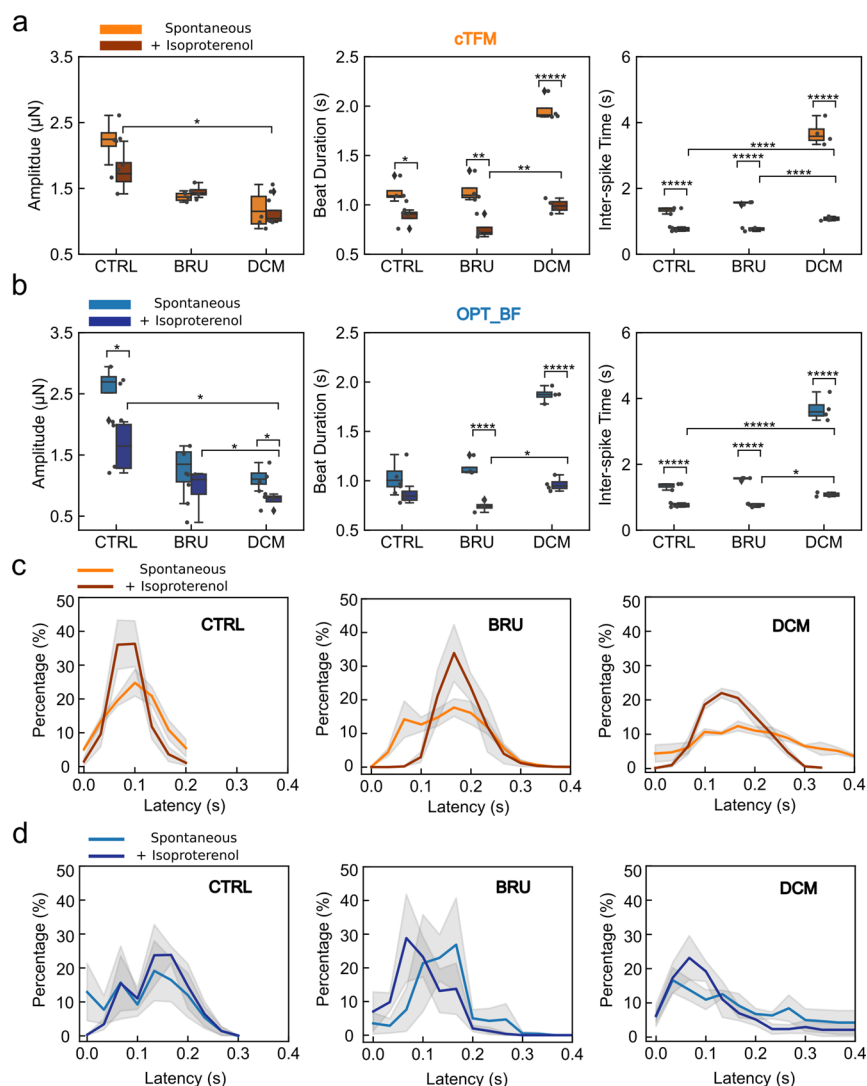 a
Spontaneous
+ Isoproterenol
cTFM
Amplitdue (µN)
3.5
2.5
1.5
0.5
*
CTRL BRU DCM
Beat Duration (s)
2.0
1.5
1.0
0.5
*
**
**
*****
CTRL BRU DCM
Inter-spike Time (s)
6
4
2
0
*****
****
*****
****
*****
CTRL BRU DCM
b
Spontaneous
+ Isoproterenol
OPT_BF
Amplitude (µN)
3.5
2.5
1.5
0.5
*
*
*
*
CTRL BRU DCM
Beat Duration (s)
2.0
1.5
1.0
0.5
*****
****
*
CTRL BRU DCM
Inter-spike Time (s)
6
4
2
0
*****
*****
*****
*****
*
CTRL BRU DCM
c
Spontaneous
+ Isoproterenol
CTRL
Percentage (%)
50
40
30
20
10
0
0.0 0.1 0.2 0.3 0.4
Latency (s)
BRU
Percentage (%)
50
40
30
20
10
0
0.0 0.1 0.2 0.3 0.4
Latency (s)
DCM
Percentage (%)
50
40
30
20
10
0
0.0 0.1 0.2 0.3 0.4
Latency (s)
d
Spontaneous
+ Isoproterenol
CTRL
Percentage (%)
50
40
30
20
10
0
0.0 0.1 0.2 0.3 0.4
Latency (s)
BRU
Percentage (%)
50
40
30
20
10
0
0.0 0.1 0.2 0.3 0.4
Latency (s)
DCM
Percentage (%)
50
40
30
20
10
0
0.0 0.1 0.2 0.3 0.4
Latency (s)